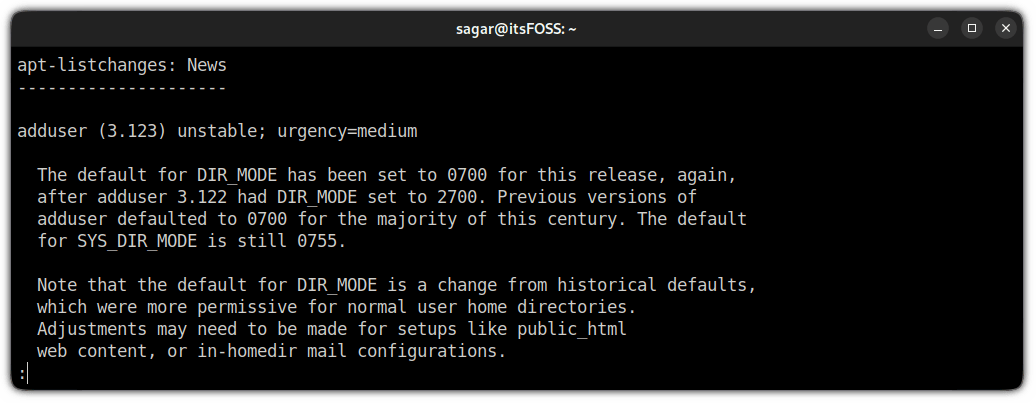 sagar@itsFOSS: ~
apt-listchanges: News
---------------------
adduser (3.123) unstable; urgency=medium
The default for DIR_MODE has been set to 0700 for this release, again,
after adduser 3.122 had DIR_MODE set to 2700. Previous versions of
adduser defaulted to 0700 for the majority of this century. The default
for SYS_DIR_MODE is still 0755.
Note that the default for DIR_MODE is a change from historical defaults,
which were more permissive for normal user home directories.
Adjustments may need to be made for setups like public_html
web content, or in-homedir mail configurations.
: